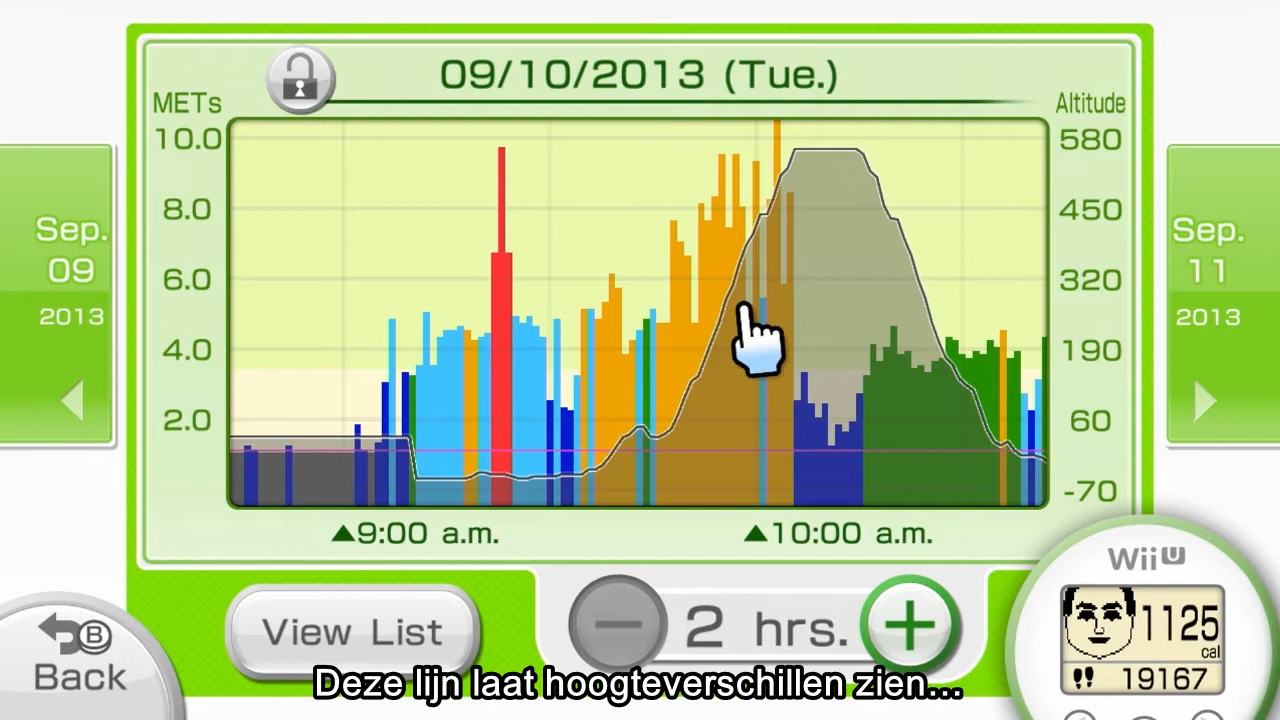 09/10/2013 (Tue.)
METs
Altitude
10.0
580
8.0
450
6.0
320
4.0
190
2.0
60
-70
▲9:00 a.m.
▲10:00 a.m.
Sep.
09
2013
Sep.
11
2013
View List
2 hrs.
B
Back
Wii U
1125
cal
19167
Deze lijn laat hoogteverschillen zien...